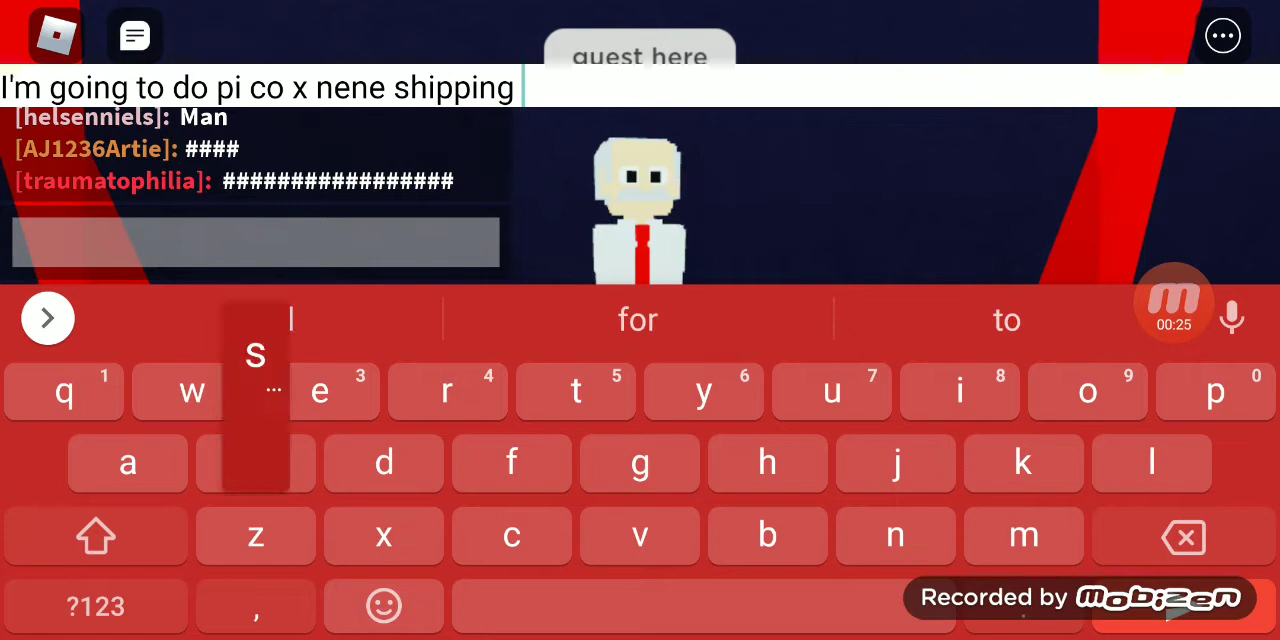 guest here
I'm going to do pi co x nene shipping
[helsenniels]: Man
[AJ1236Artie]: ####
[traumatophilia]: #################
l for to
00:25
s
...
q 1 w e 3 r 4 t 5 y 6 u 7 i 8 o 9 p 0
a d f g h j k l
z x c v b n m
?123 , .
Recorded by mobizen